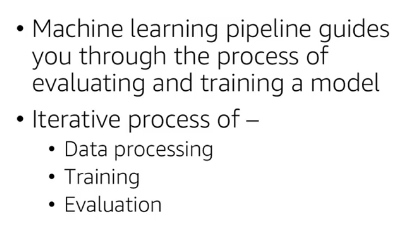 • Machine learning pipeline guides
you through the process of
evaluating and training a model
• Iterative process of –
• Data processing
• Training
• Evaluation